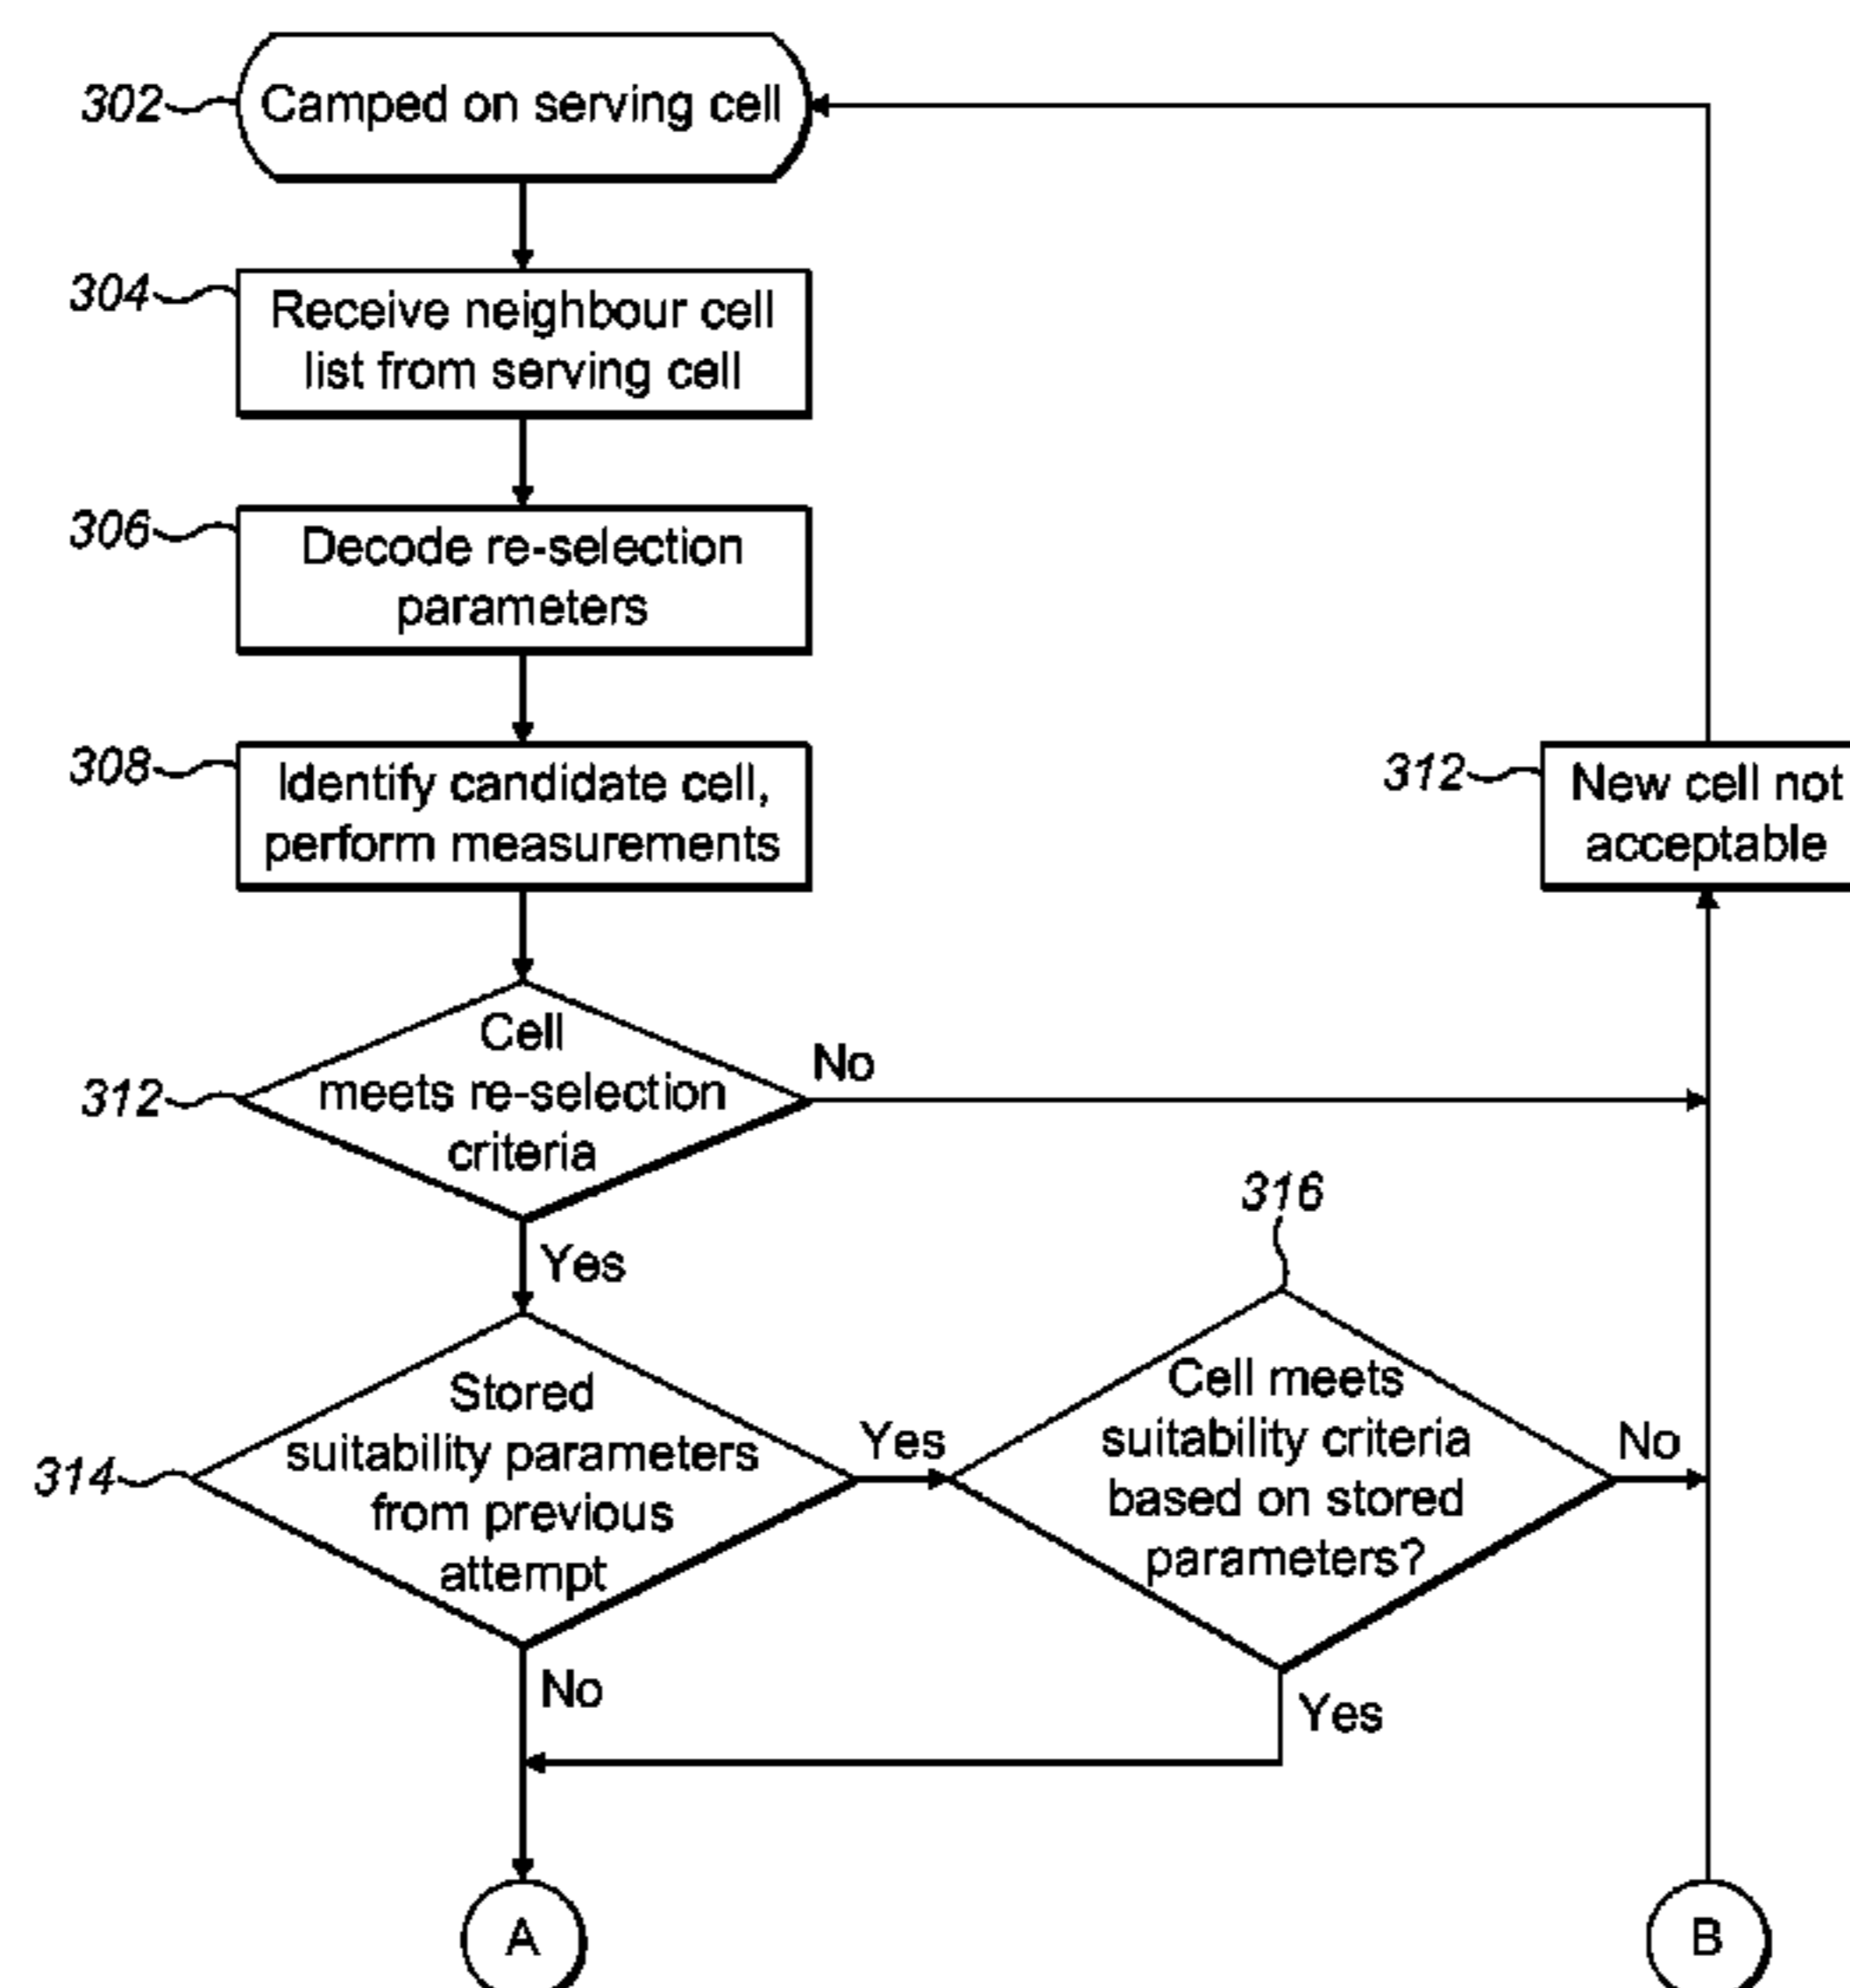 302
Camped on serving cell
304
Receive neighbour cell
list from serving cell
306
Decode re-selection
parameters
308
Identify candidate cell,
perform measurements
312
New cell not
acceptable
312
Cell
meets re-selection
criteria
No
Yes
316
314
Stored
suitability parameters
from previous
attempt
Yes
Cell meets
suitability criteria
based on stored
parameters?
No
No
Yes
A
B